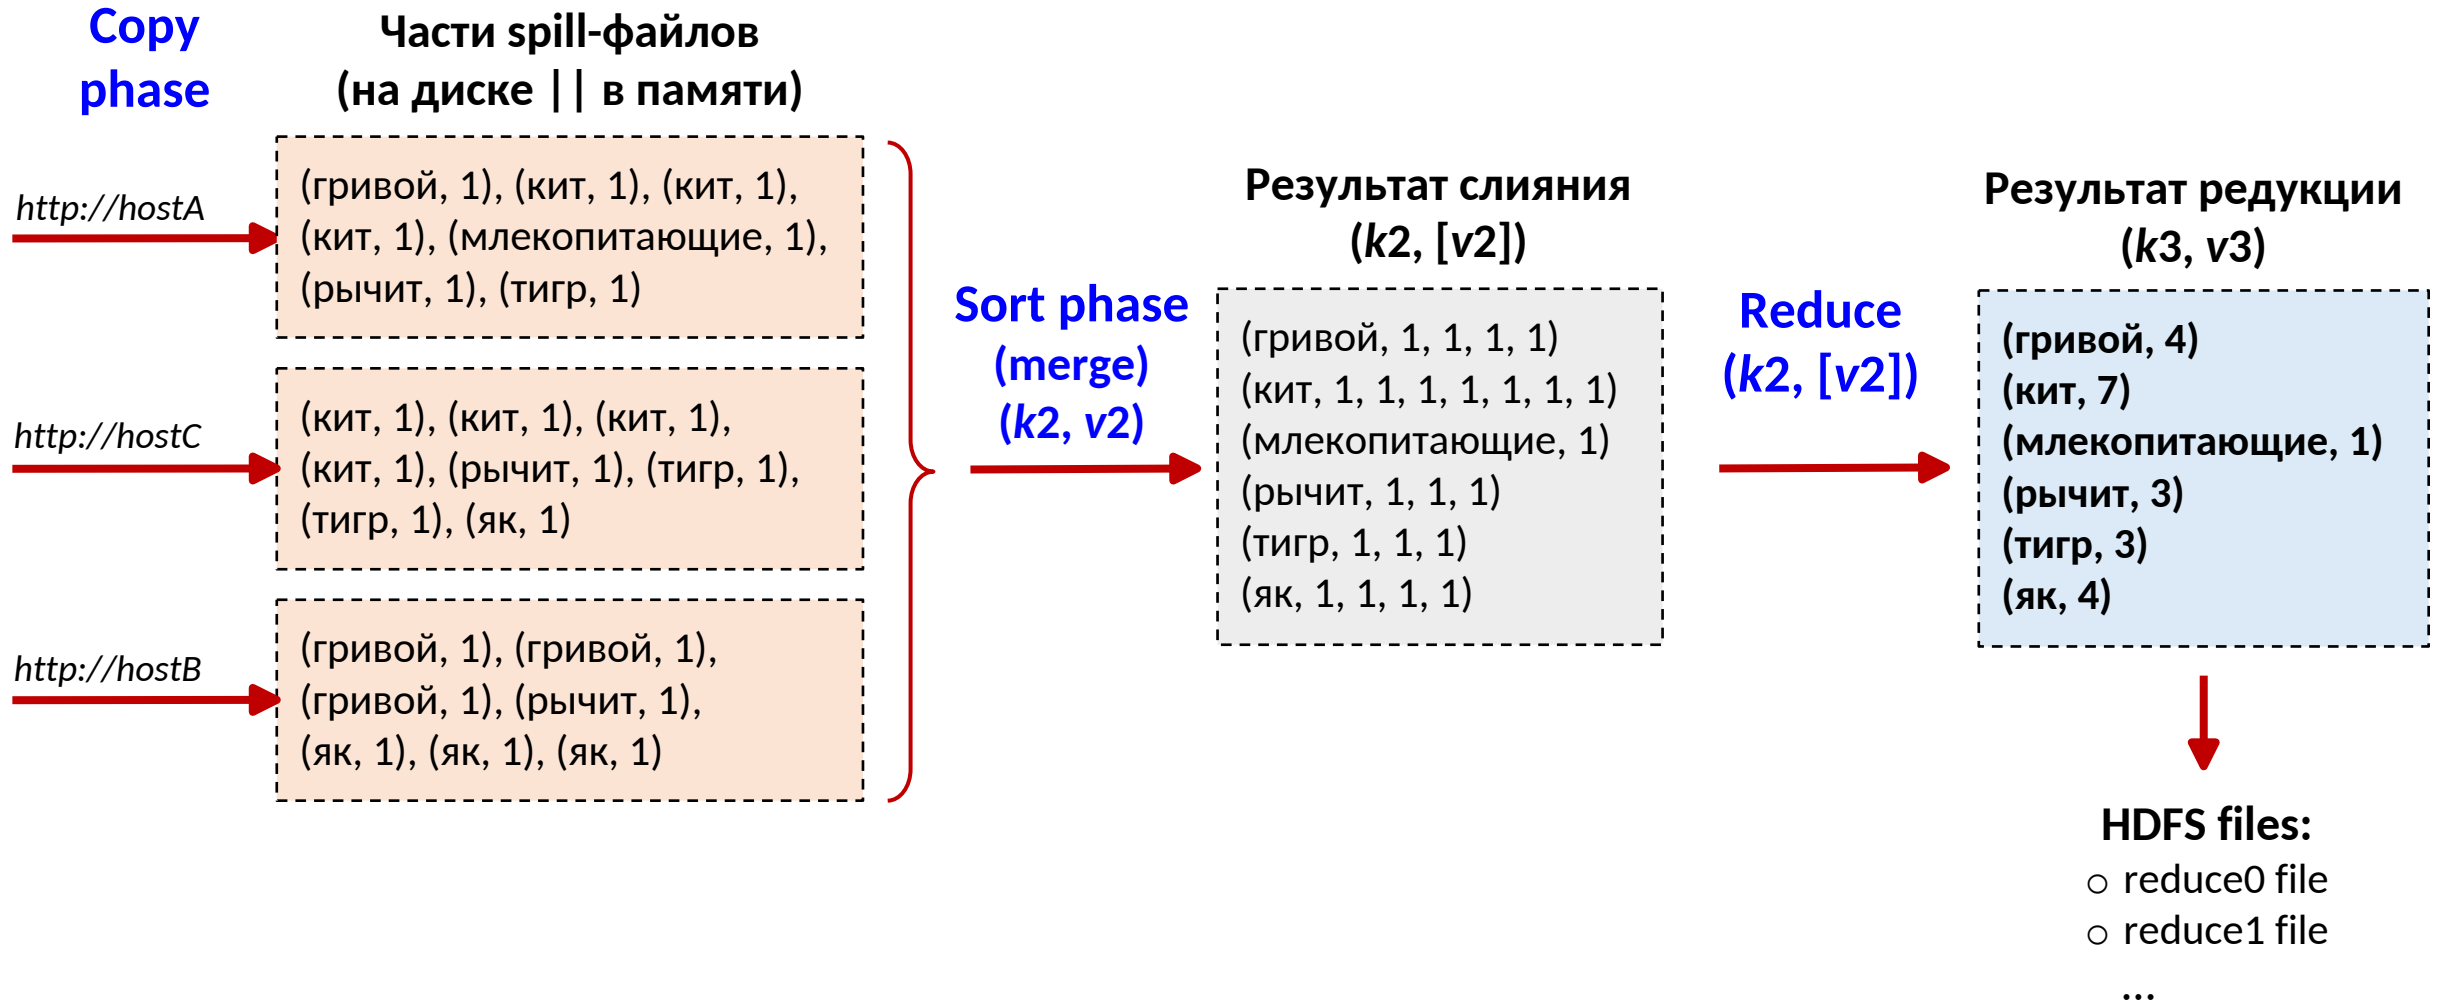 Copy
phase
Части spill-файлов
(на диске || в памяти)
http://hostA
(гривой, 1), (кит, 1), (кит, 1),
(кит, 1), (млекопитающие, 1),
(рычит, 1), (тигр, 1)
http://hostC
(кит, 1), (кит, 1), (кит, 1),
(кит, 1), (рычит, 1), (тигр, 1),
(тигр, 1), (як, 1)
http://hostB
(гривой, 1), (гривой, 1),
(гривой, 1), (рычит, 1),
(як, 1), (як, 1), (як, 1)
Sort phase
(merge)
(k2, v2)
Результат слияния
(k2, [v2])
(гривой, 1, 1, 1, 1)
(кит, 1, 1, 1, 1, 1, 1, 1)
(млекопитающие, 1)
(рычит, 1, 1, 1)
(тигр, 1, 1, 1)
(як, 1, 1, 1, 1)
Reduce
(k2, [v2])
Результат редукции
(k3, v3)
(гривой, 4)
(кит, 7)
(млекопитающие, 1)
(рычит, 3)
(тигр, 3)
(як, 4)
HDFS files:
○ reduce0 file
○ reduce1 file
...